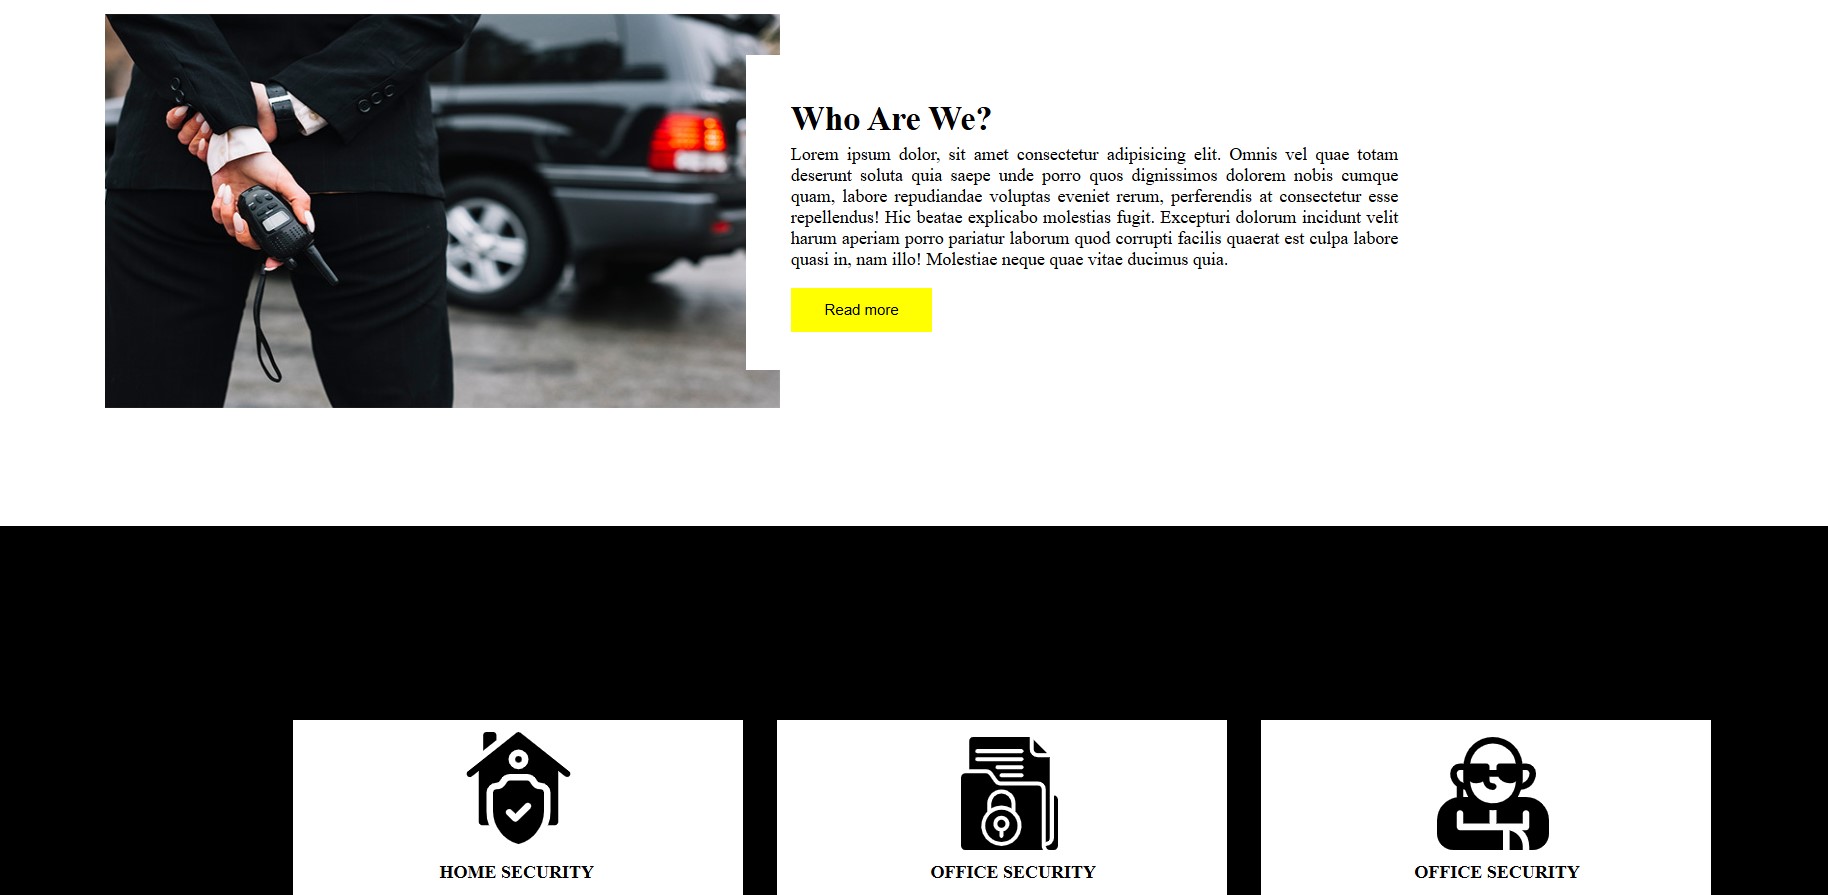 Who Are We?
Lorem ipsum dolor, sit amet consectetur adipisicing elit. Omnis vel quae totam
deserunt soluta quia saepe unde porro quos dignissimos dolorem nobis cumque
quam, labore repudiandae voluptas eveniet rerum, perferendis at consectetur esse
repellendus! Hic beatae explicabo molestias fugit. Excepturi dolorum incidunt velit
harum aperiam porro pariatur laborum quod corrupti facilis quaerat est culpa labore
quasi in, nam illo! Molestiae neque quae vitae ducimus quia.
Read more
HOME SECURITY
OFFICE SECURITY
OFFICE SECURITY